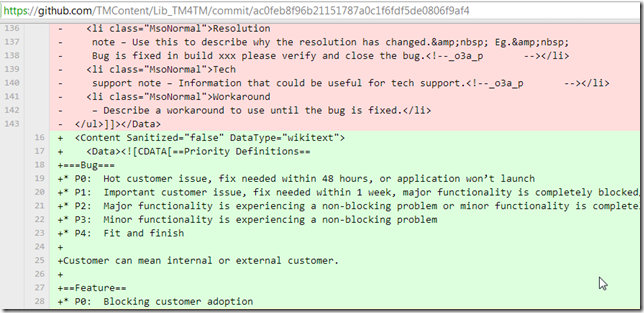 https://github.com/TMContent/Lib_TM4TM/commit/ac0feb8f96b21151787a0c1f6fdf5de0806f9af4
136 - <li class="MsoNormal">Resolution
137 - note – Use this to describe why the resolution has changed.&amp;nbsp; Eg.&amp;nbsp;
138 - Bug is fixed in build xxx please verify and close the bug.<!--_o3a_p --></li>
139 - <li class="MsoNormal">Tech
140 - support note – Information that could be useful for tech support.<!--_o3a_p --></li>
141 - <li class="MsoNormal">Workaround
142 - – Describe a workaround to use until the bug is fixed.</li>
143 - </ul>]]></Data>
16 + <Content Sanitized="false" DataType="wikitext">
17 + <Data><![CDATA[==Priority Definitions==
18 +===Bug===
19 +* P0: Hot customer issue, fix needed within 48 hours, or application won’t launch
20 +* P1: Important customer issue, fix needed within 1 week, major functionality is completely blocked,
21 +* P2: Major functionality is experiencing a non-blocking problem or minor functionality is complete
22 +* P3: Minor functionality is experiencing a non-blocking problem
23 +* P4: Fit and finish
24 +
25 +Customer can mean internal or external customer.
26 +
27 +==Feature==
28 +* P0: Blocking customer adoption